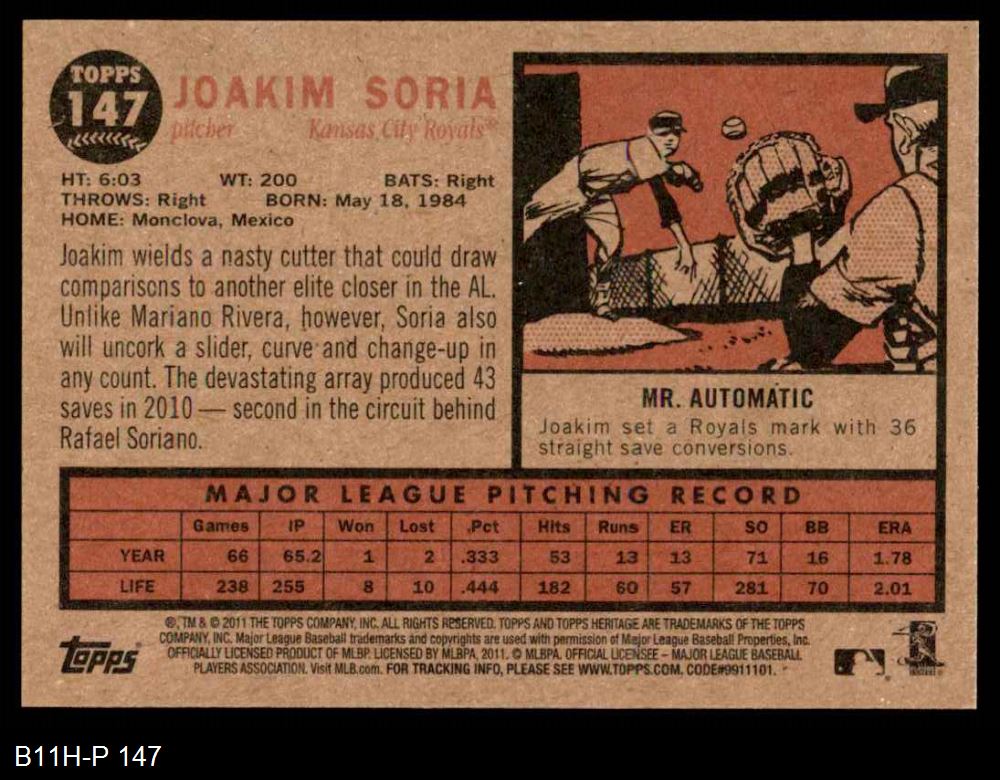 TOPPS
147
JOAKIM SORIA
pitcher Kansas City Royals®
HT: 6:03 WT: 200 BATS: Right
THROWS: Right BORN: May 18, 1984
HOME: Monclova, Mexico
Joakim wields a nasty cutter that could draw
comparisons to another elite closer in the AL.
Unlike Mariano Rivera, however, Soria also
will uncork a slider, curve and change-up in
any count. The devastating array produced 43
saves in 2010 — second in the circuit behind
Rafael Soriano.
MR. AUTOMATIC
Joakim set a Royals mark with 36
straight save conversions.
MAJOR LEAGUE PITCHING RECORD
Games IP Won Lost .Pct Hits Runs ER SO BB ERA
YEAR 66 65.2 1 2 .333 53 13 13 71 16 1.78
LIFE 238 255 8 10 .444 182 60 57 281 70 2.01
®, TM & © 2011 THE TOPPS COMPANY, INC. ALL RIGHTS RESERVED. TOPPS AND TOPPS HERITAGE ARE TRADEMARKS OF THE TOPPS
COMPANY, INC. Major League Baseball trademarks and copyrights are used with permission of Major League Baseball Properties, Inc.
OFFICIALLY LICENSED PRODUCT OF MLBP. LICENSED BY MLBPA, 2011. © MLBPA. OFFICIAL LICENSEE – MAJOR LEAGUE BASEBALL
PLAYERS ASSOCIATION. Visit MLB.com. FOR TRACKING INFO, PLEASE SEE WWW.TOPPS.COM. CODE#9911101.
topps
B11H-P 147